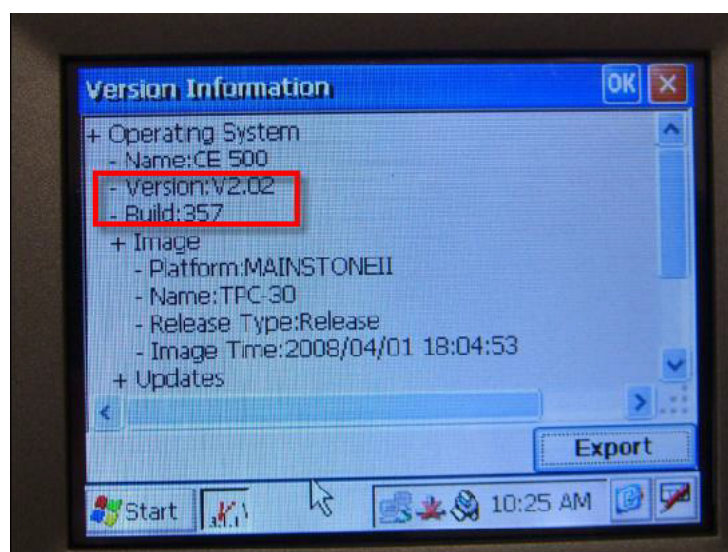 Version Information OK
+ Operating System
- Name:CE 500
- Version:V2.02
- Build:357
+ Image
- Platform:MAINSTONEII
- Name:TPC-30
- Release Type:Release
- Image Time:2008/04/01 18:04:53
+ Updates
Export
Start 10:25 AM